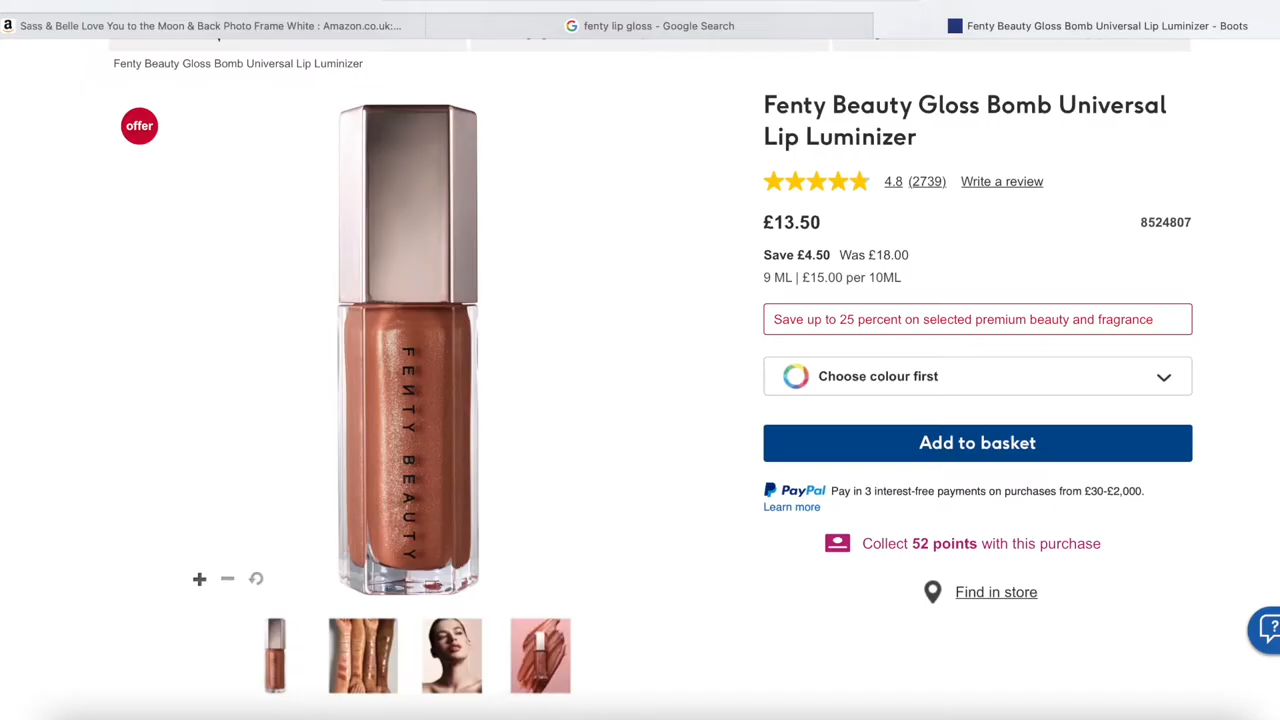 Sass & Belle Love You to the Moon & Back Photo Frame White : Amazon.co.uk:...
fenty lip gloss - Google Search
Fenty Beauty Gloss Bomb Universal Lip Luminizer - Boots
Fenty Beauty Gloss Bomb Universal Lip Luminizer
offer
FENTY BEAUTY
Fenty Beauty Gloss Bomb Universal
Lip Luminizer
4.8 (2739) Write a review
£13.50 8524807
Save £4.50 Was £18.00
9 ML | £15.00 per 10ML
Save up to 25 percent on selected premium beauty and fragrance
Choose colour first
Add to basket
PayPal Pay in 3 interest-free payments on purchases from £30-£2,000.
Learn more
Collect 52 points with this purchase
Find in store